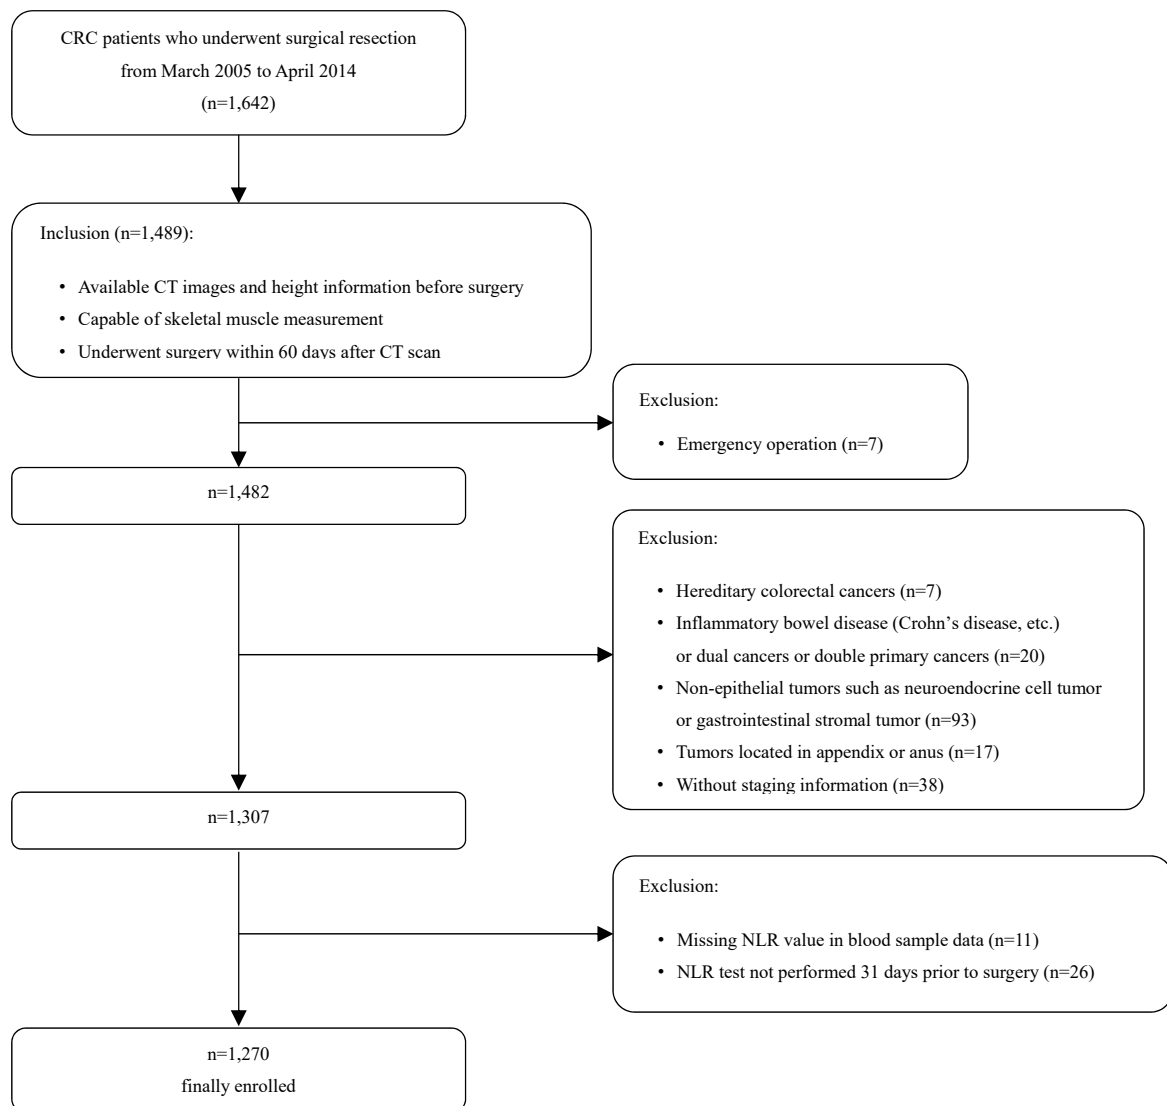 CRC patients who underwent surgical resection
from March 2005 to April 2014
(n=1,642)
Inclusion (n=1,489):
• Available CT images and height information before surgery
• Capable of skeletal muscle measurement
• Underwent surgery within 60 days after CT scan
Exclusion:
• Emergency operation (n=7)
n=1,482
Exclusion:
• Hereditary colorectal cancers (n=7)
• Inflammatory bowel disease (Crohn’s disease, etc.)
or dual cancers or double primary cancers (n=20)
• Non-epithelial tumors such as neuroendocrine cell tumor
or gastrointestinal stromal tumor (n=93)
• Tumors located in appendix or anus (n=17)
• Without staging information (n=38)
n=1,307
Exclusion:
• Missing NLR value in blood sample data (n=11)
• NLR test not performed 31 days prior to surgery (n=26)
n=1,270
finally enrolled